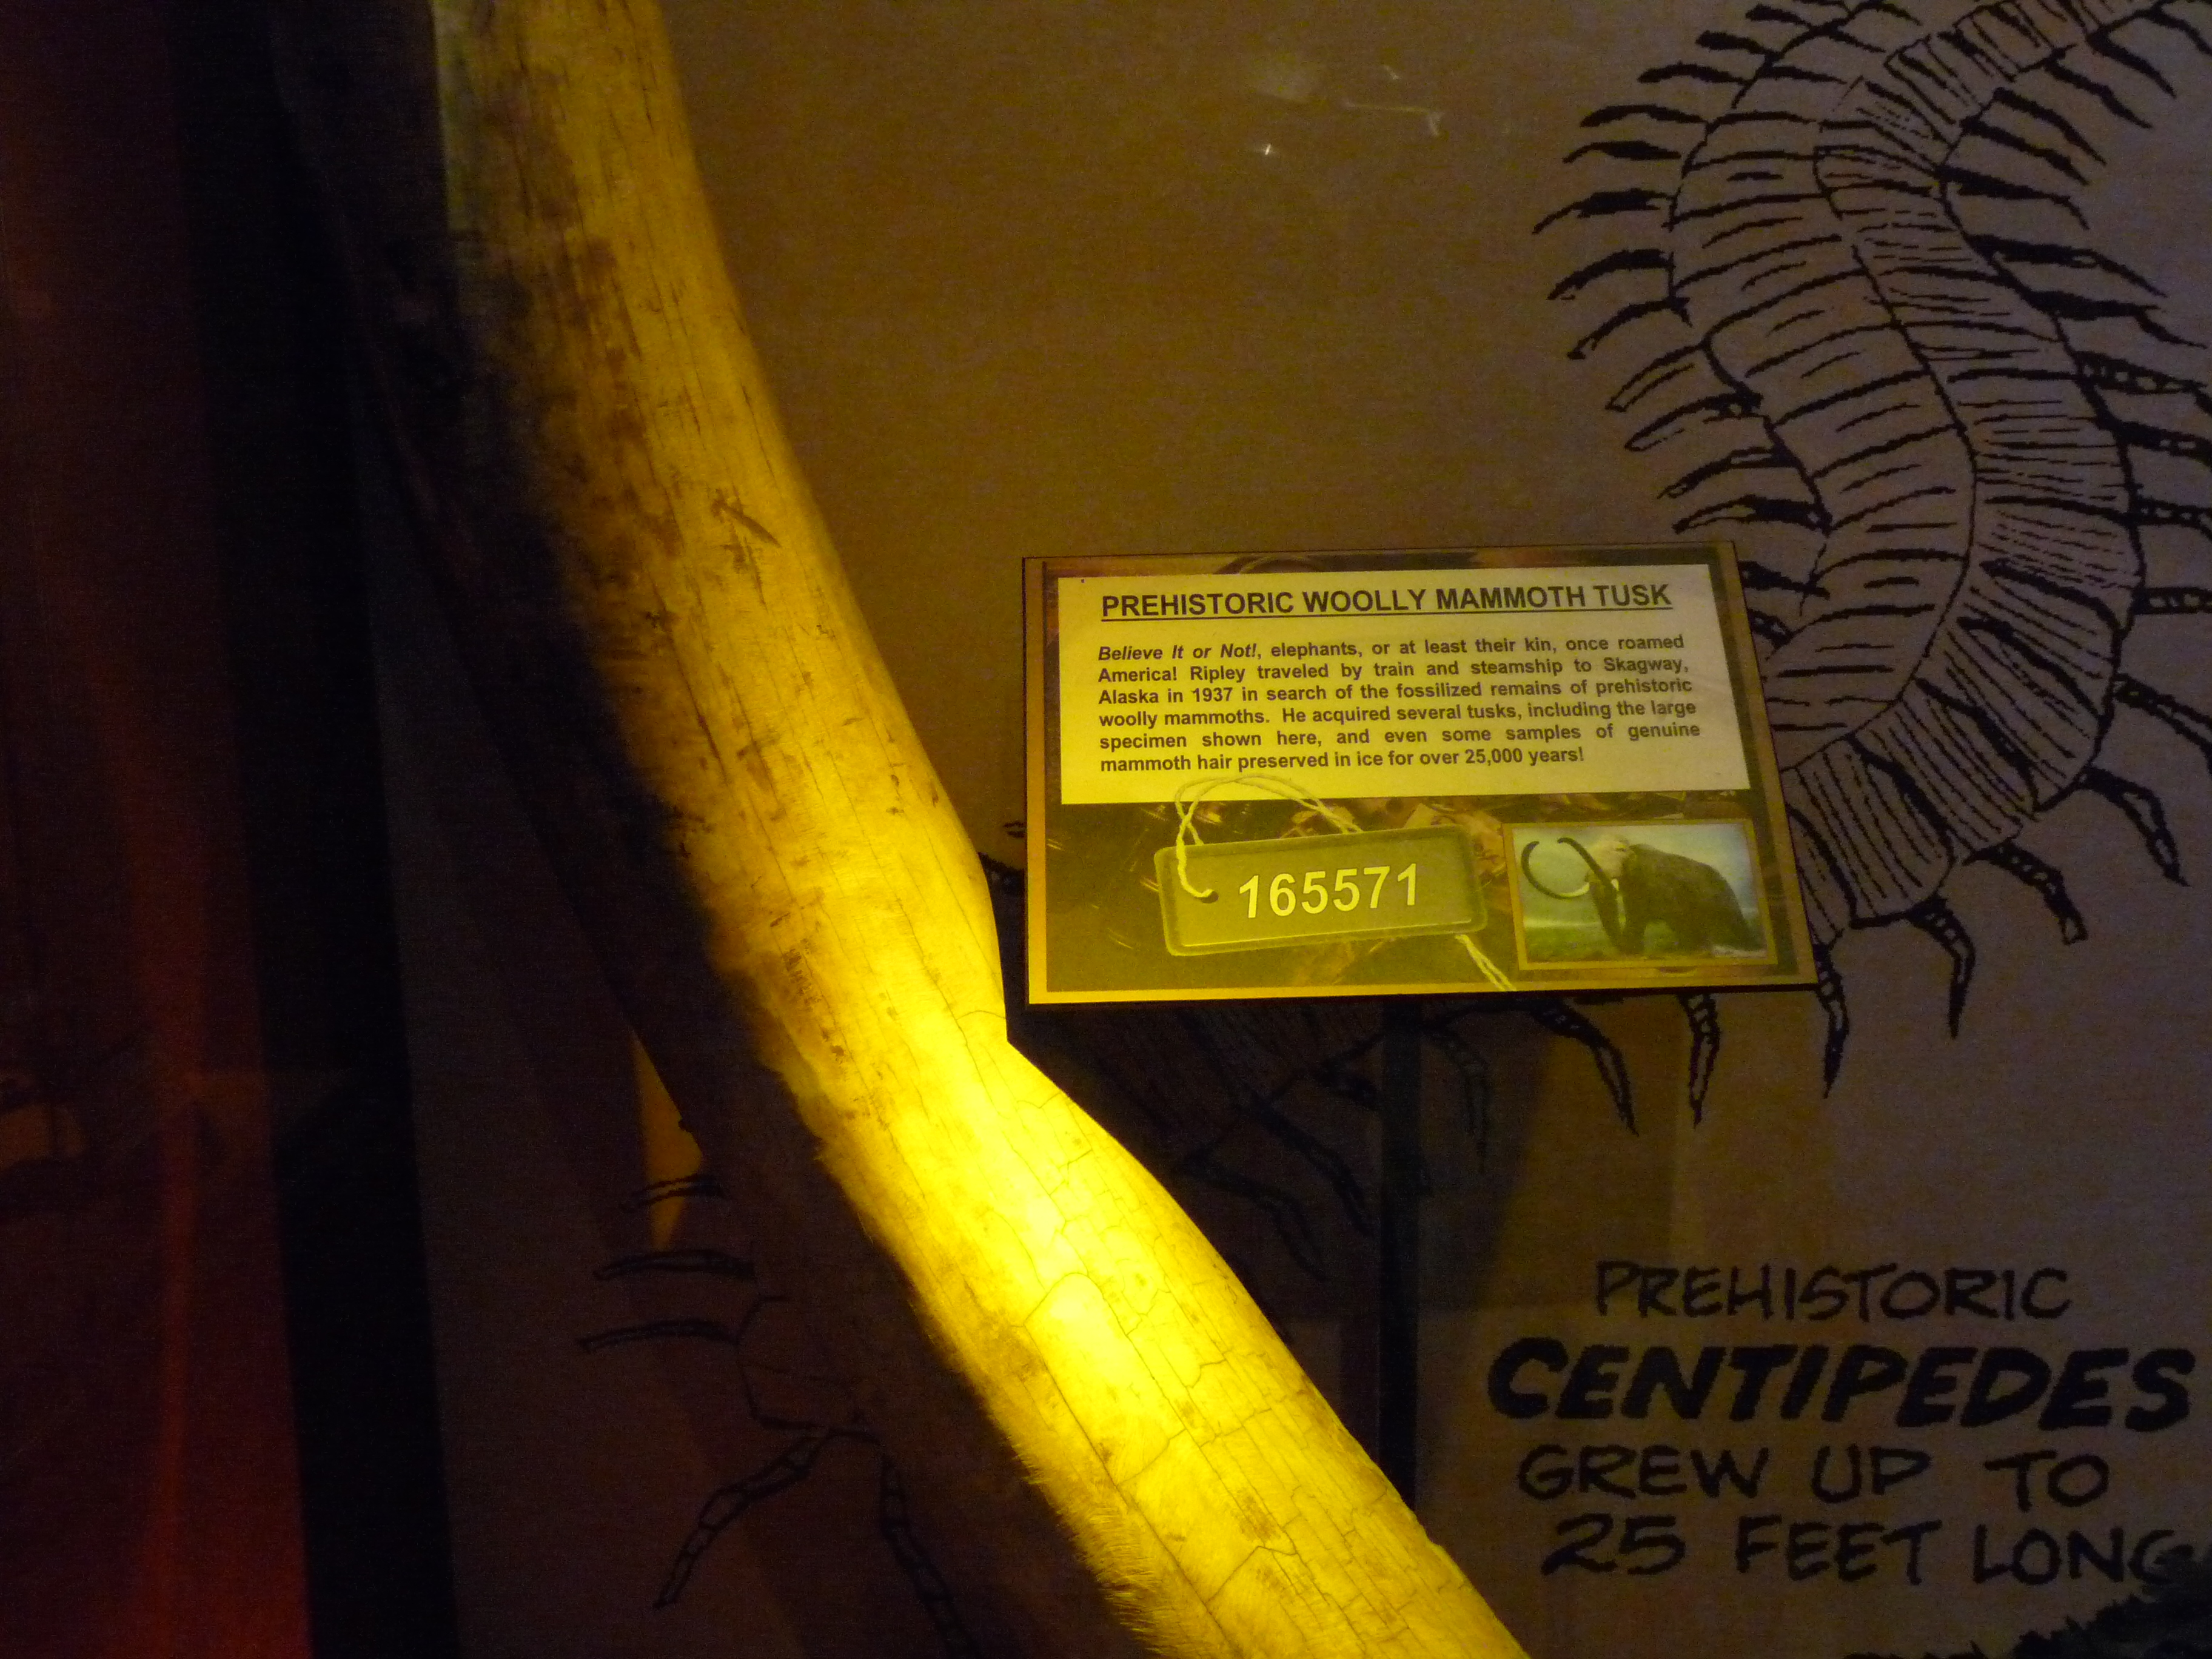 PREHISTORIC WOOLLY MAMMOTH TUSK
Believe It or Not!, elephants, or at least their kin, once roamed
America! Ripley traveled by train and steamship to Skagway,
Alaska in 1937 in search of the fossilized remains of prehistoric
woolly mammoths. He acquired several tusks, including the large
specimen shown here, and even some samples of genuine
mammoth hair preserved in ice for over 25,000 years!
165571
PREHISTORIC
CENTIPEDES
GREW UP TO
25 FEET LONG